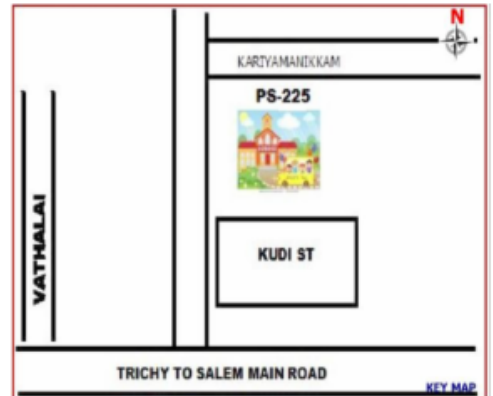 N
KARIYAMANIKKAM
PS-225
KUDI ST
VATHALAI
TRICHY TO SALEM MAIN ROAD
KEY MAP